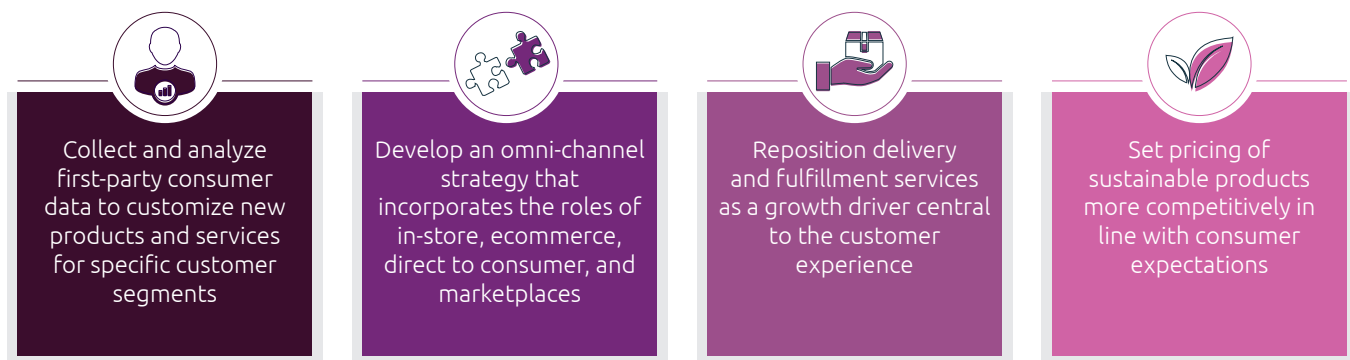 Collect and analyze
first-party consumer
data to customize new
products and services
for specific customer
segments
Develop an omni-channel
strategy that
incorporates the roles of
in-store, ecommerce,
direct to consumer, and
marketplaces
Reposition delivery
and fulfillment services
as a growth driver central
to the customer
experience
Set pricing of
sustainable products
more competitively in
line with consumer
expectations